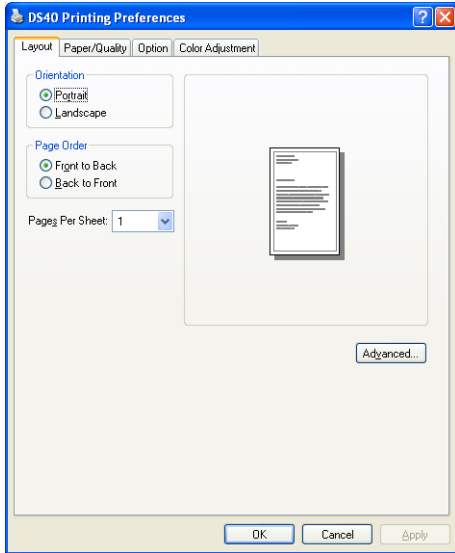 DS40 Printing Preferences
Layout Paper/Quality Option Color Adjustment
Orientation
Portrait
Landscape
Page Order
Front to Back
Back to Front
Pages Per Sheet: 1
Advanced...
OK Cancel Apply